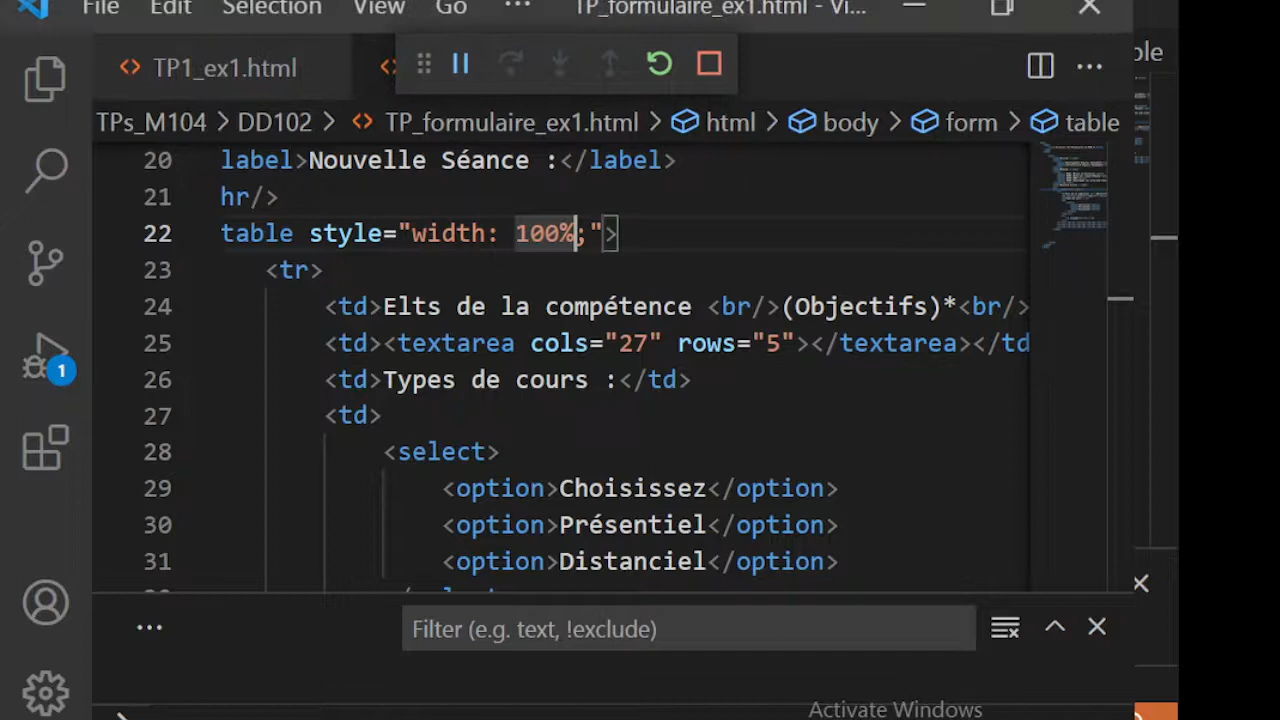 File Edit Selection View Go ··· TP_formulaire_ex1.html - Vi...
TP1_ex1.html
ble
TPs_M104 > DD102 > TP_formulaire_ex1.html > html > body > form > table
20 label>Nouvelle Séance :</label>
21 hr/>
22 table style="width: 100%;">
23 <tr>
24 <td>Elts de la compétence <br/>(Objectifs)*<br/>
25 <td><textarea cols="27" rows="5"></textarea></td
26 <td>Types de cours :</td>
27 <td>
28 <select>
29 <option>Choisissez</option>
30 <option>Présentiel</option>
31 <option>Distanciel</option>
1
Filter (e.g. text, !exclude)
Activate Windows